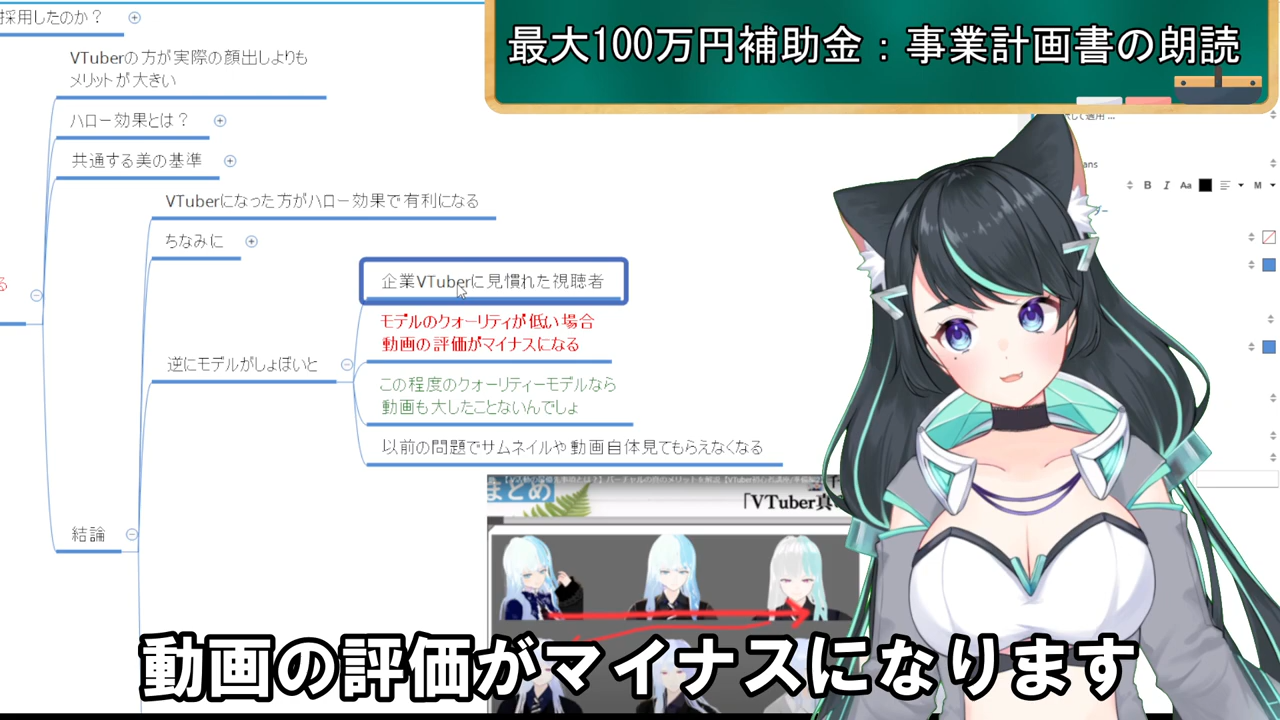 採用したのか？
最大100万円補助金：事業計画書の朗読
VTuberの方が実際の顔出しよりも
メリットが大きい
ハロー効果とは？
共通する美の基準
VTuberになった方がハロー効果で有利になる
ちなみに
企業VTuberに見慣れた視聴者
モデルのクォーリティが低い場合
動画の評価がマイナスになる
逆にモデルがしょぼいと
この程度のクォーリティーモデルなら
動画も大したことないんでしょ
以前の問題でサムネイルや動画自体見てもらえなくなる
結論
まとめ
「VTuber真
B I Aa
M
動画の評価がマイナスになります